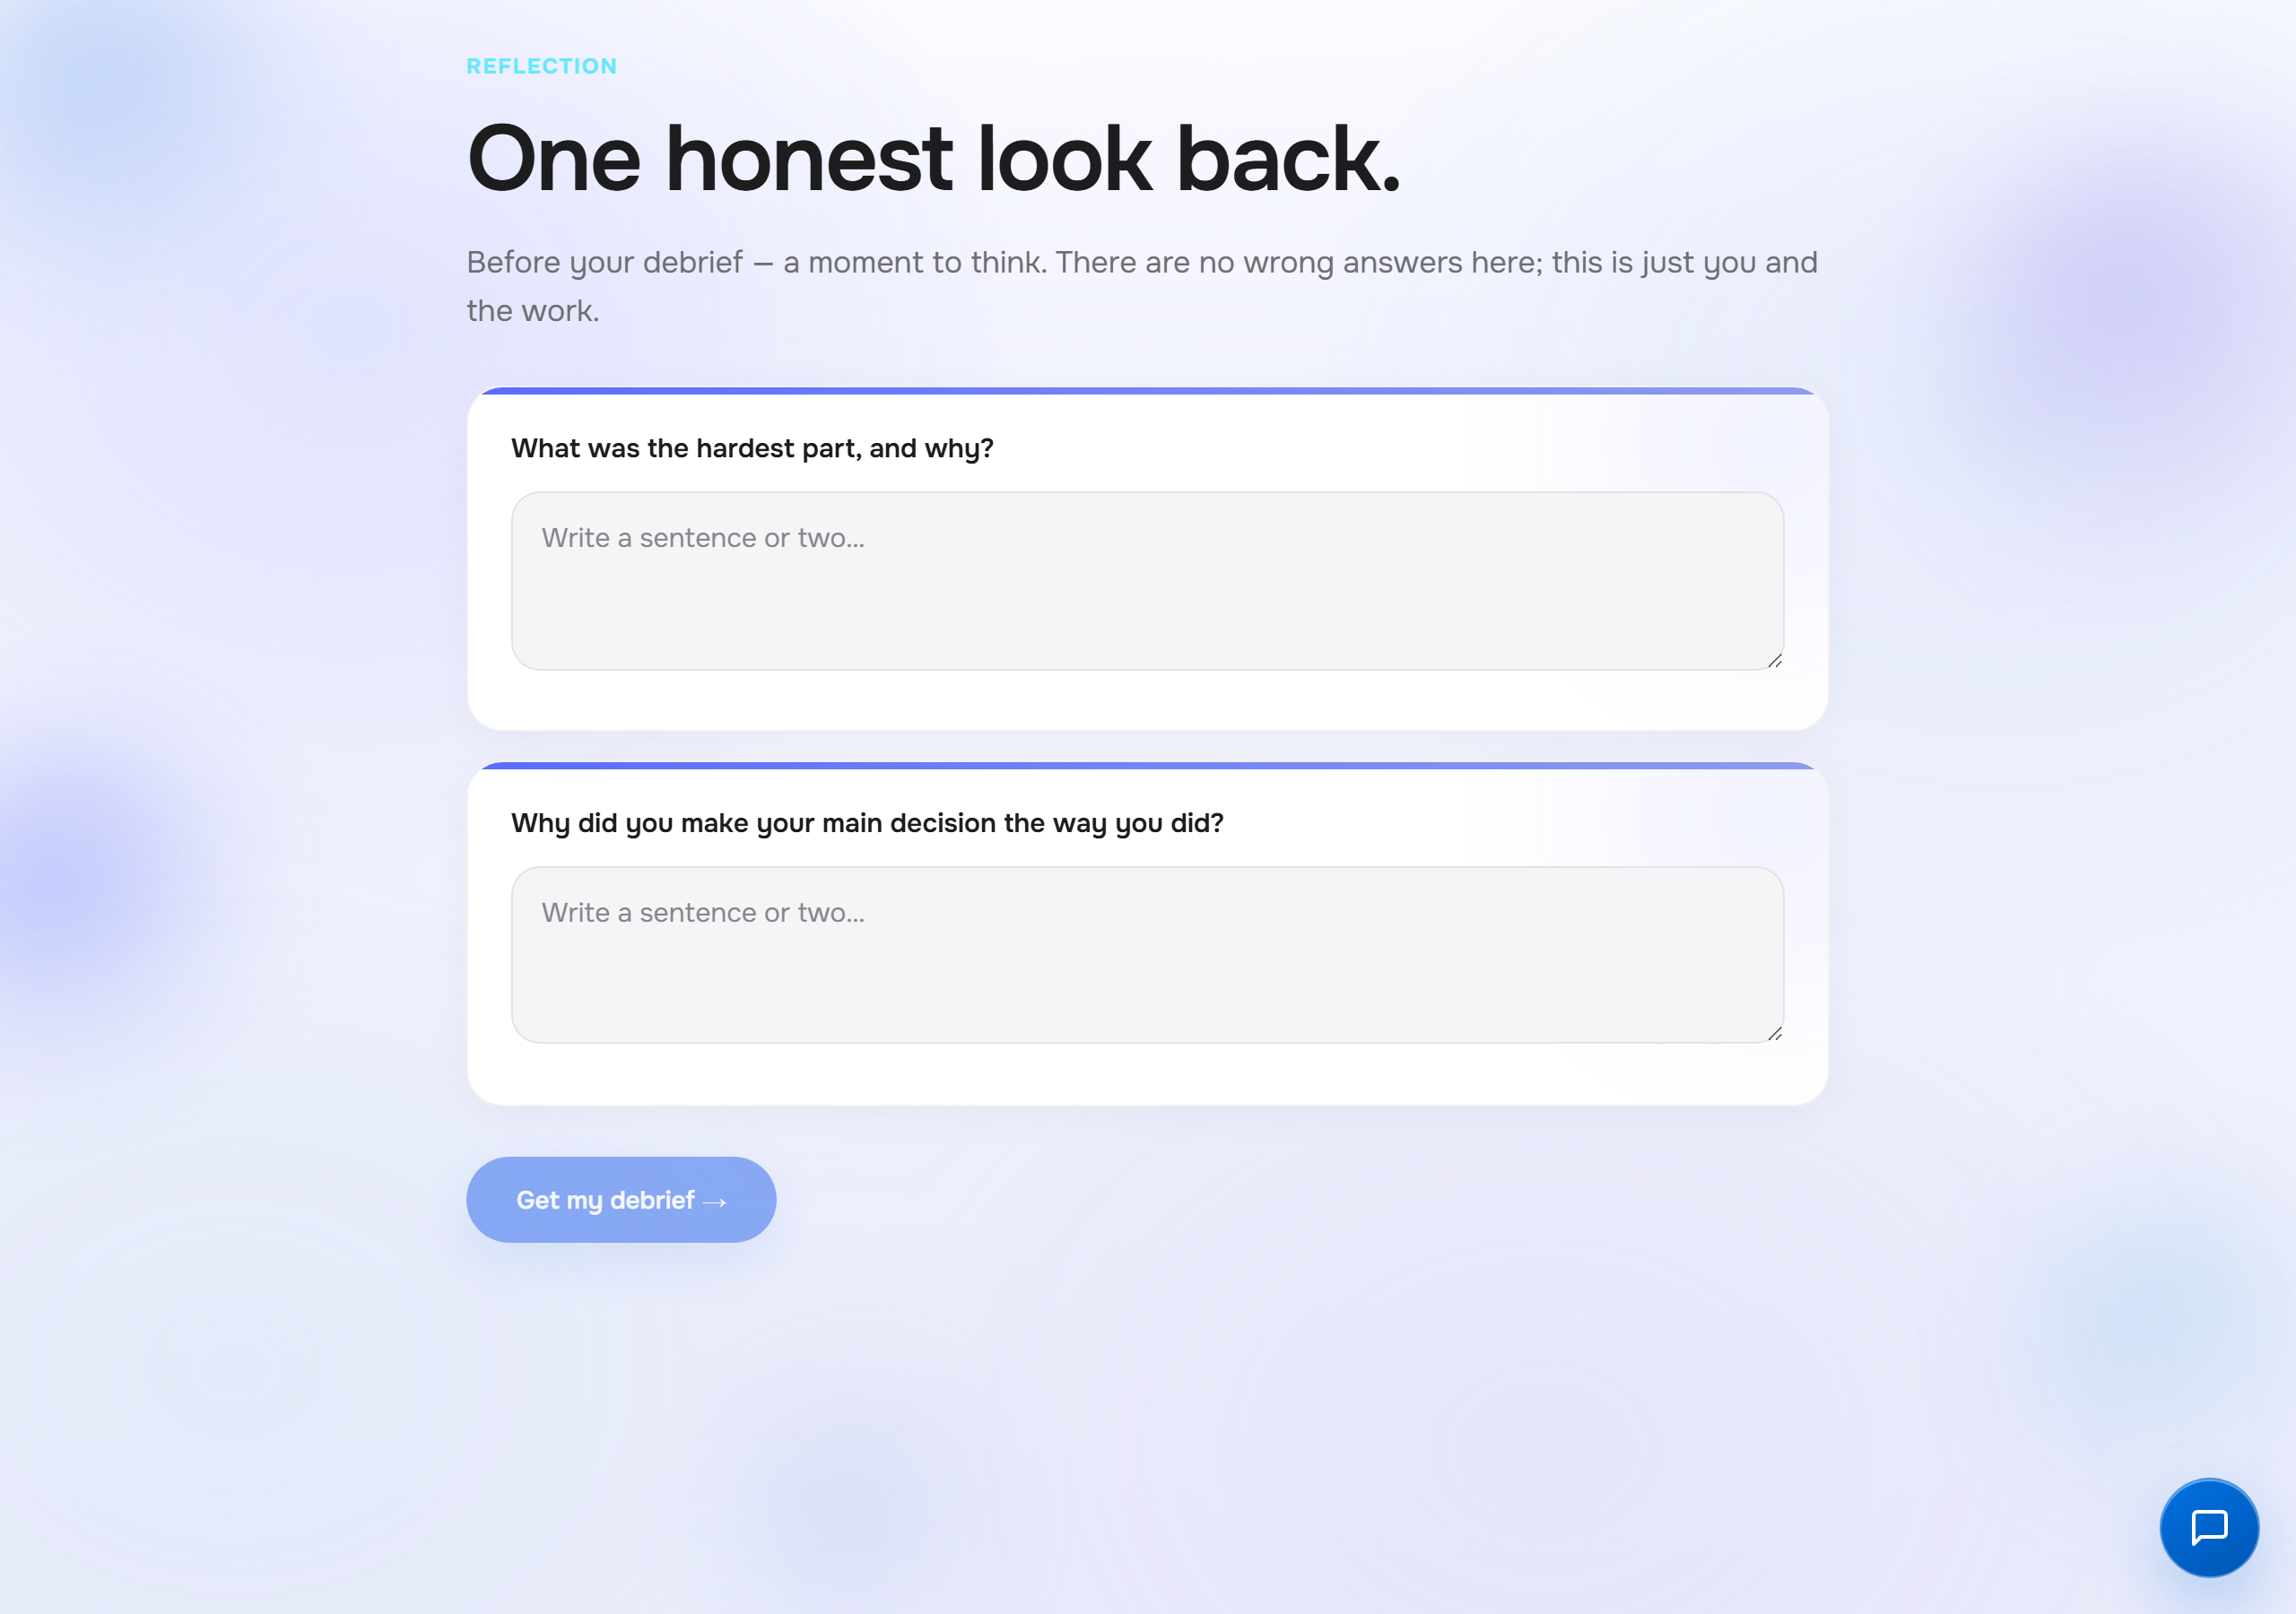 REFLECTION
One honest look back.
Before your debrief — a moment to think. There are no wrong answers here; this is just you and
the work.
What was the hardest part, and why?
Write a sentence or two...
Why did you make your main decision the way you did?
Write a sentence or two...
Get my debrief →